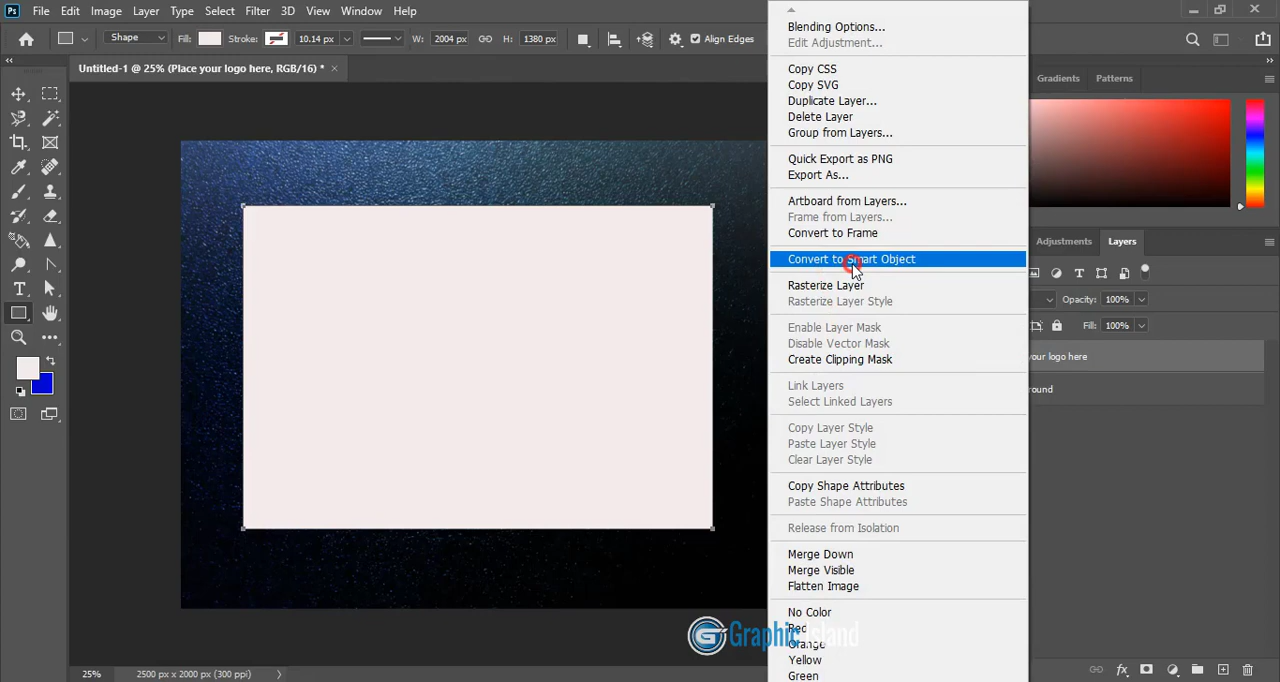 Ps File Edit Image Layer Type Select Filter 3D View Window Help
Shape Fill: Stroke: 10.14 px W: 2004 px H: 1380 px Align Edges
Untitled-1 @ 25% (Place your logo here, RGB/16) * ×
Blending Options...
Edit Adjustment...
Copy CSS
Copy SVG
Duplicate Layer...
Delete Layer
Group from Layers...
Quick Export as PNG
Export As...
Artboard from Layers...
Frame from Layers...
Convert to Frame
Convert to Smart Object
Rasterize Layer
Rasterize Layer Style
Enable Layer Mask
Disable Vector Mask
Create Clipping Mask
Link Layers
Select Linked Layers
Copy Layer Style
Paste Layer Style
Clear Layer Style
Copy Shape Attributes
Paste Shape Attributes
Release from Isolation
Merge Down
Merge Visible
Flatten Image
No Color
Red
Orange
Yellow
Green
Gradients Patterns
Adjustments Layers
Opacity: 100%
Fill: 100%
your logo here
round
Graphic Island
25% 2500 px x 2000 px (300 ppi)